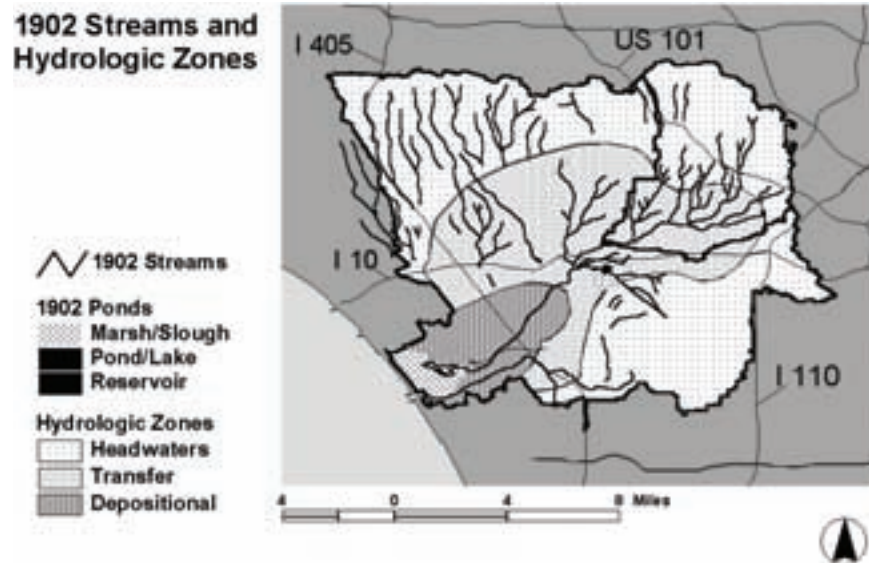 1902 Streams and
Hydrologic Zones
I 405
US 101
I 10
I 110
1902 Streams
1902 Ponds
Marsh/Slough
Pond/Lake
Reservoir
Hydrologic Zones
Headwaters
Transfer
Depositional
4 0 4 8 Miles